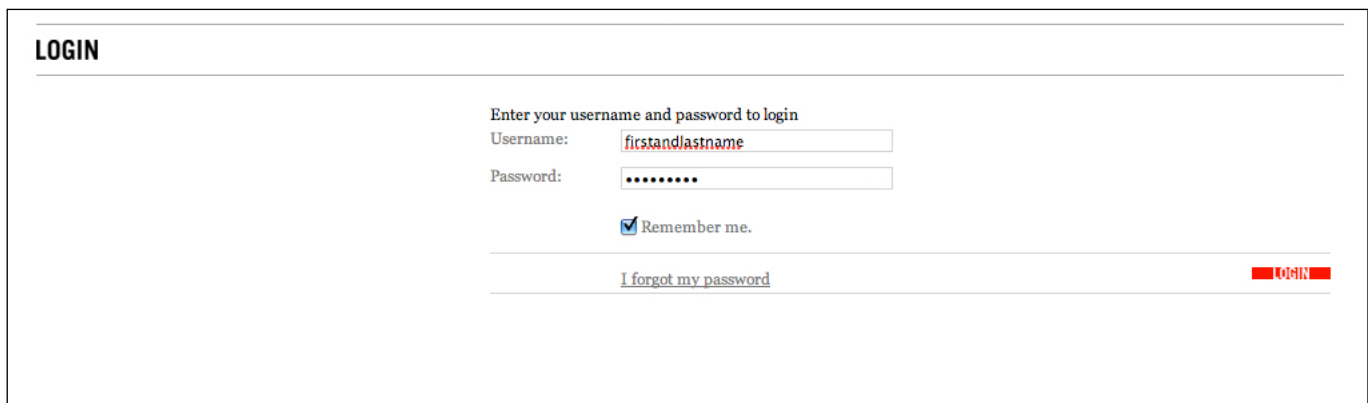 LOGIN
Enter your username and password to login
Username: firstandlastname
Password: •••••••••
Remember me.
I forgot my password
LOGIN